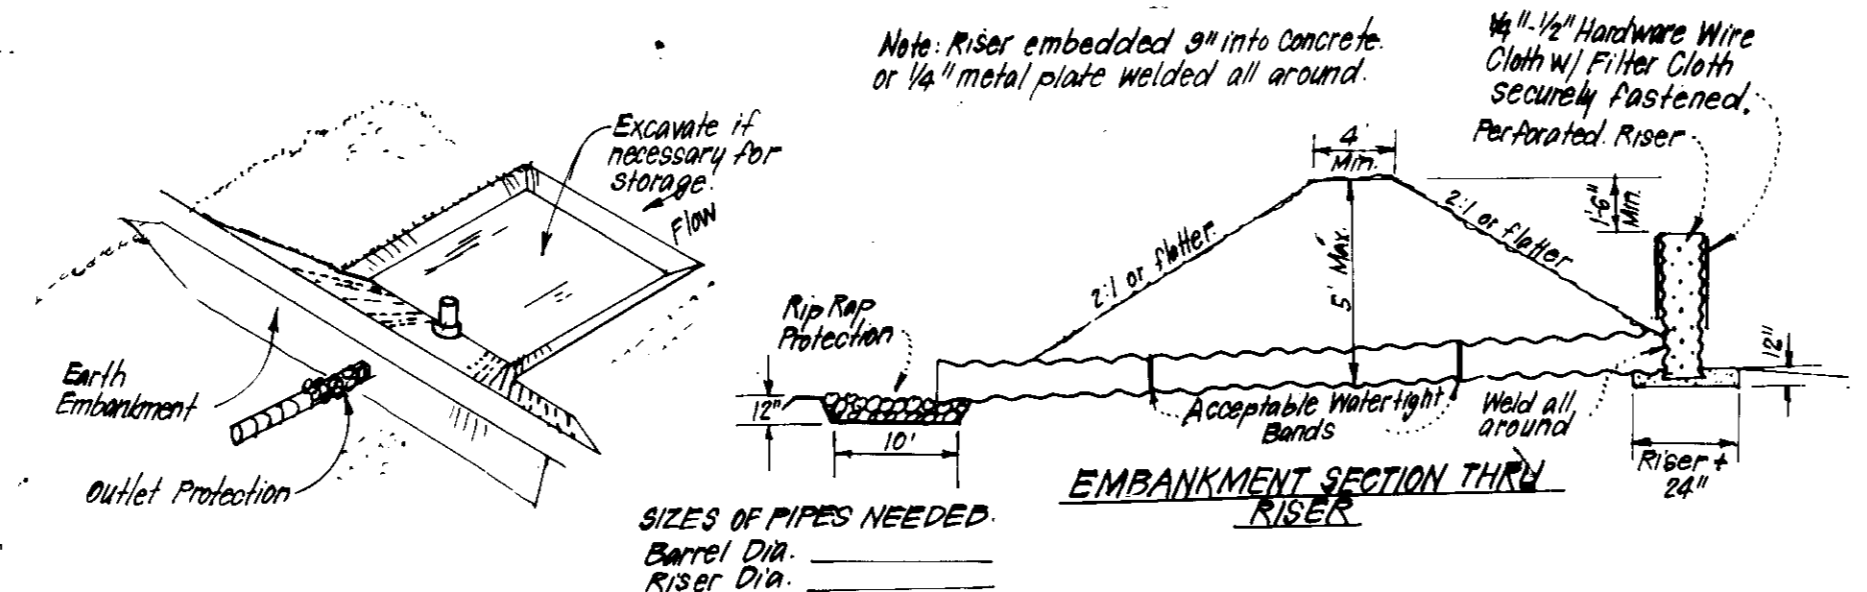 Note: Riser embedded 9" into Concrete.
or 1/4" metal plate welded all around.
1/4"-1/2" Hardware Wire
Cloth w/ Filter Cloth
securely fastened.
Perforated Riser
Excavate if
necessary for
storage.
Flow
4'
Min.
1'-6"
Min.
2:1 or flatter.
2:1 or flatter
5' Max.
Rip Rap
Protection
Earth
Embankment
Outlet Protection
12"
10'
Acceptable Watertight
Bands
Weld all
around
12"
Riser +
24"
EMBANKMENT SECTION THRU
RISER
SIZES OF PIPES NEEDED.
Barrel Dia.
Riser Dia.